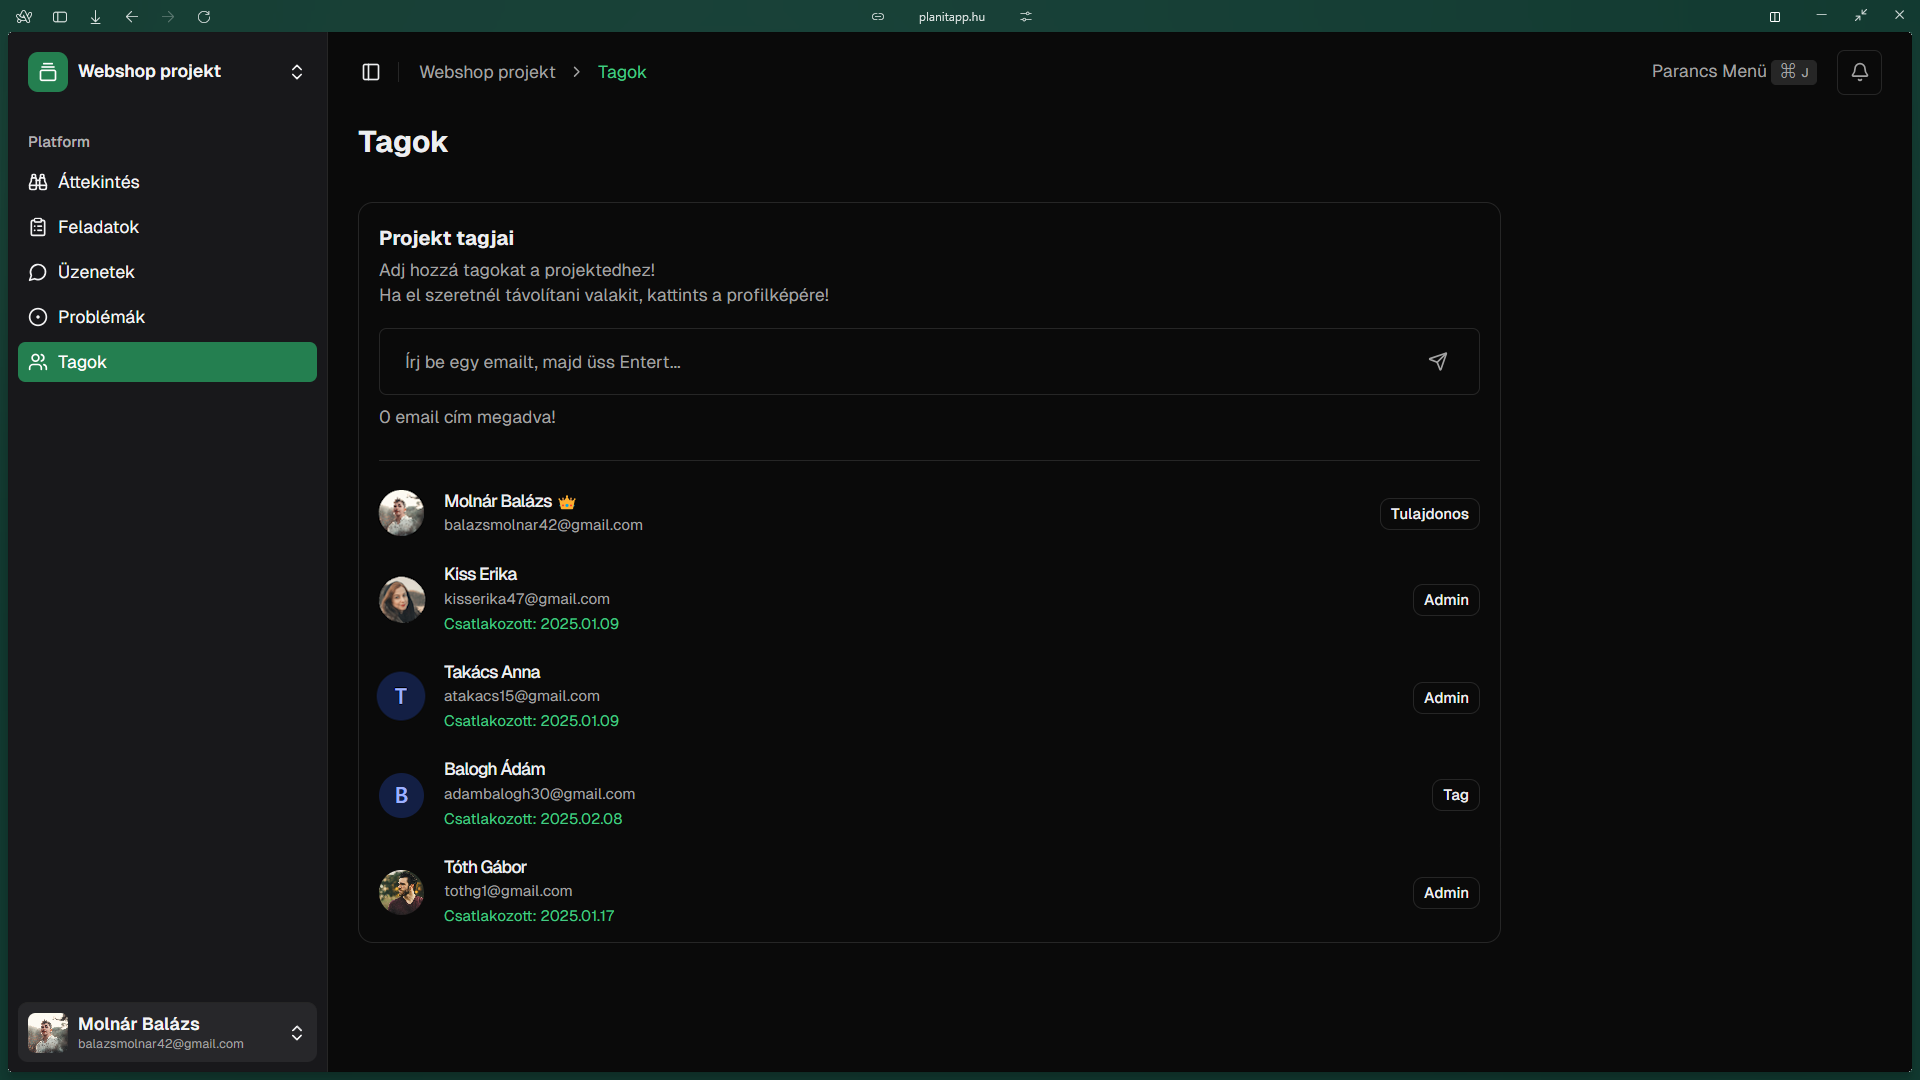 planitapp.hu
Webshop projekt
Webshop projekt > Tagok
Parancs Menü ⌘ J
Platform
Áttekintés
Feladatok
Üzenetek
Problémák
Tagok
Tagok
Projekt tagjai
Adj hozzá tagokat a projektedhez!
Ha el szeretnél távolítani valakit, kattints a profilképére!
Írj be egy emailt, majd üss Entert...
0 email cím megadva!
Molnár Balázs
balazsmolnar42@gmail.com
Tulajdonos
Kiss Erika
kisserika47@gmail.com
Csatlakozott: 2025.01.09
Admin
T
Takács Anna
atakacs15@gmail.com
Csatlakozott: 2025.01.09
Admin
B
Balogh Ádám
adambalogh30@gmail.com
Csatlakozott: 2025.02.08
Tag
Tóth Gábor
tothg1@gmail.com
Csatlakozott: 2025.01.17
Admin
Molnár Balázs
balazsmolnar42@gmail.com